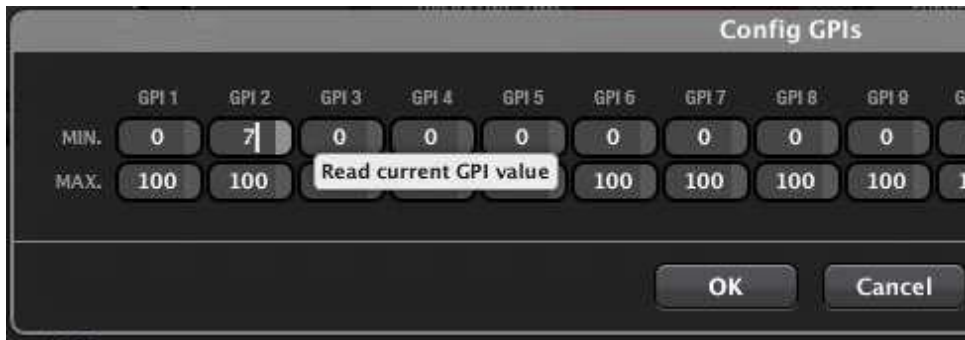 Config GPIs
GPI 1 GPI 2 GPI 3 GPI 4 GPI 5 GPI 6 GPI 7 GPI 8 GPI 9 G
MIN. 0 7 0 0 0 0 0 0 0
Read current GPI value
MAX. 100 100 100 100 100 100 1
OK Cancel